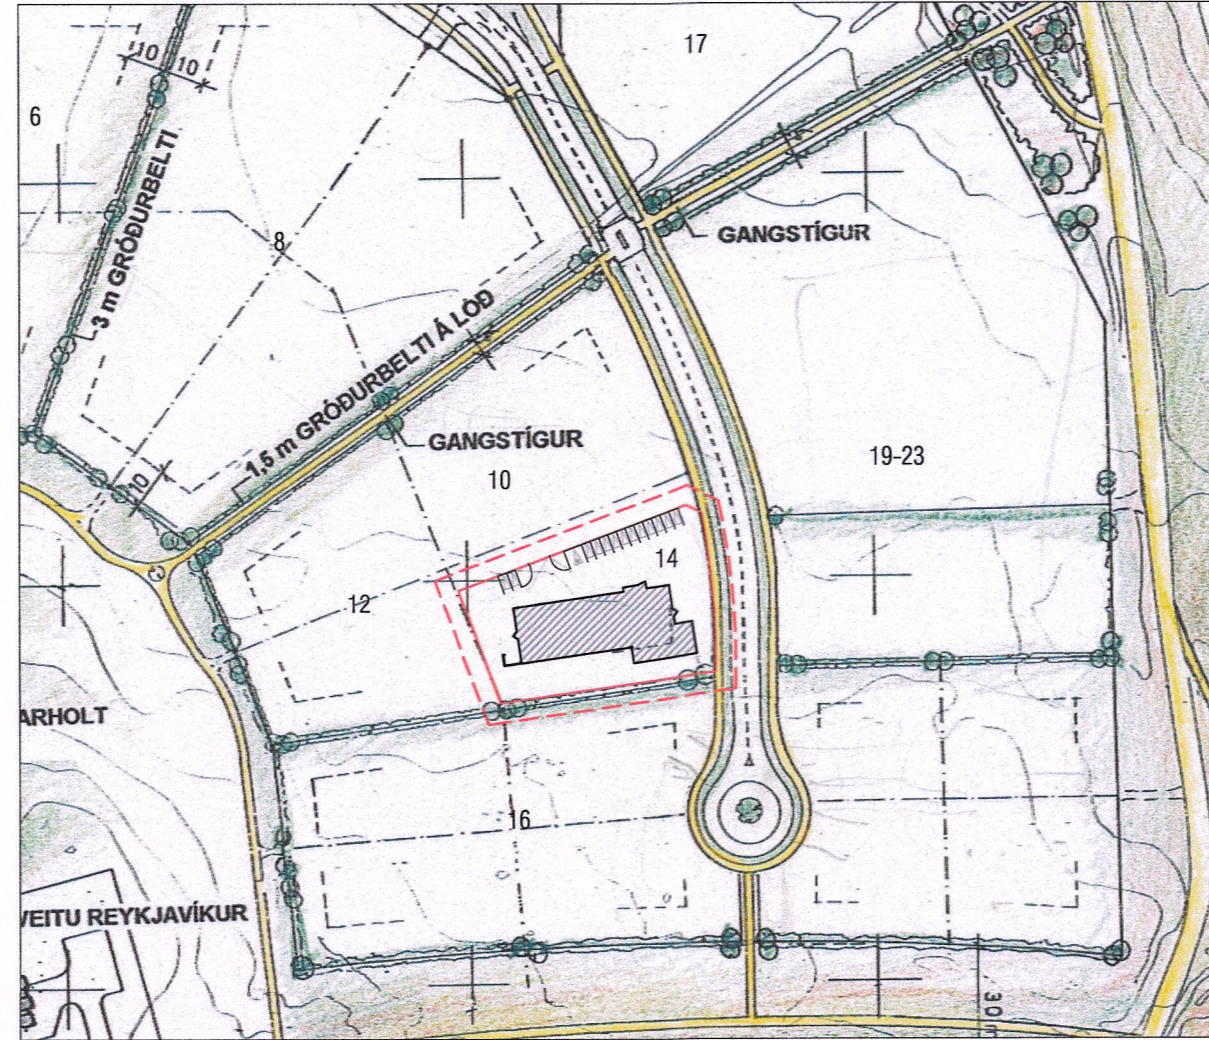 17
10
10
6
3 m GRÓÐURBELTI
8
GANGSTÍGUR
1,5 m GRÓÐURBELTI Á LÓÐ
GANGSTÍGUR
10
10
19-23
14
12
ARHOLT
16
VEITU REYKJAVÍKUR
30 m